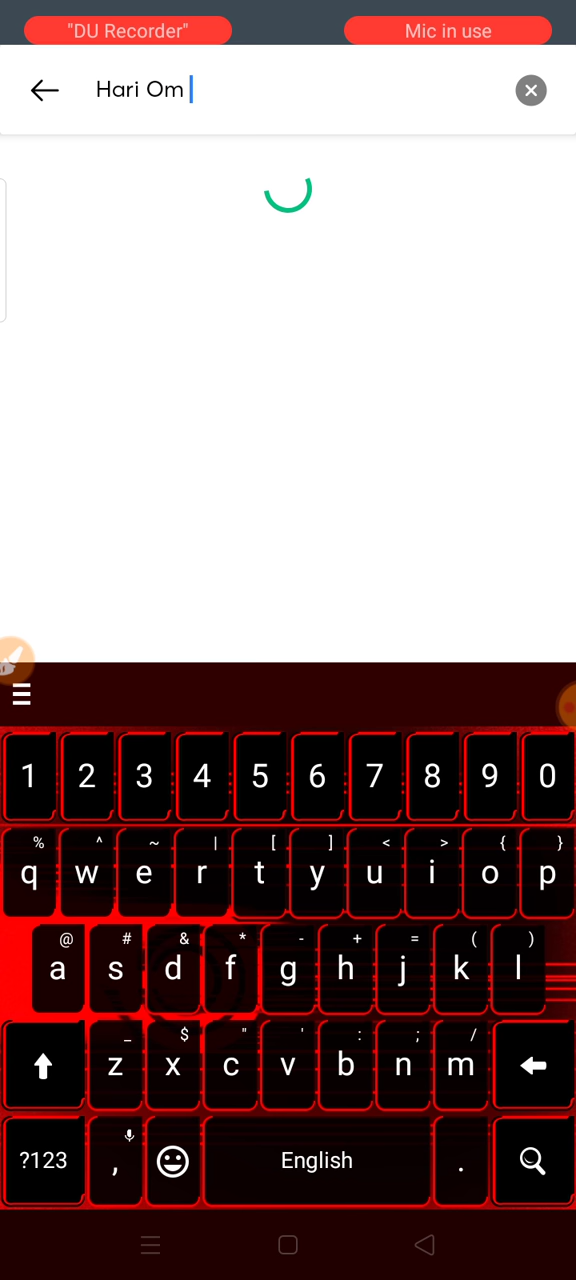 "DU Recorder" Mic in use
Hari Om
1 2 3 4 5 6 7 8 9 0
% ^ ~ | [ ] < > { }
q w e r t y u i o p
@ # & * - + = ( )
a s d f g h j k l
_ $ " ' : ; /
z x c v b n m
?123 , English .